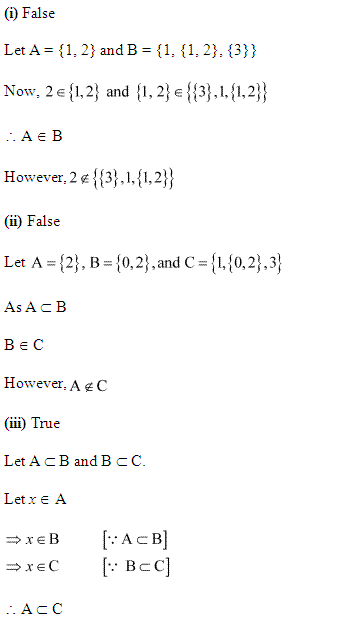 (i) False
Let A = {1, 2} and B = {1, {1, 2}, {3}}
Now, 2 ∈ {1, 2} and {1, 2} ∈ {{3}, 1, {1, 2}}
∴ A ∈ B
However, 2 ∉ {{3}, 1, {1, 2}}
(ii) False
Let A = {2}, B = {0, 2}, and C = {1, {0, 2}, 3}
As A ⊂ B
B ∈ C
However, A ∉ C
(iii) True
Let A ⊂ B and B ⊂ C.
Let x ∈ A
⇒ x ∈ B [∵ A ⊂ B]
⇒ x ∈ C [∵ B ⊂ C]
∴ A ⊂ C